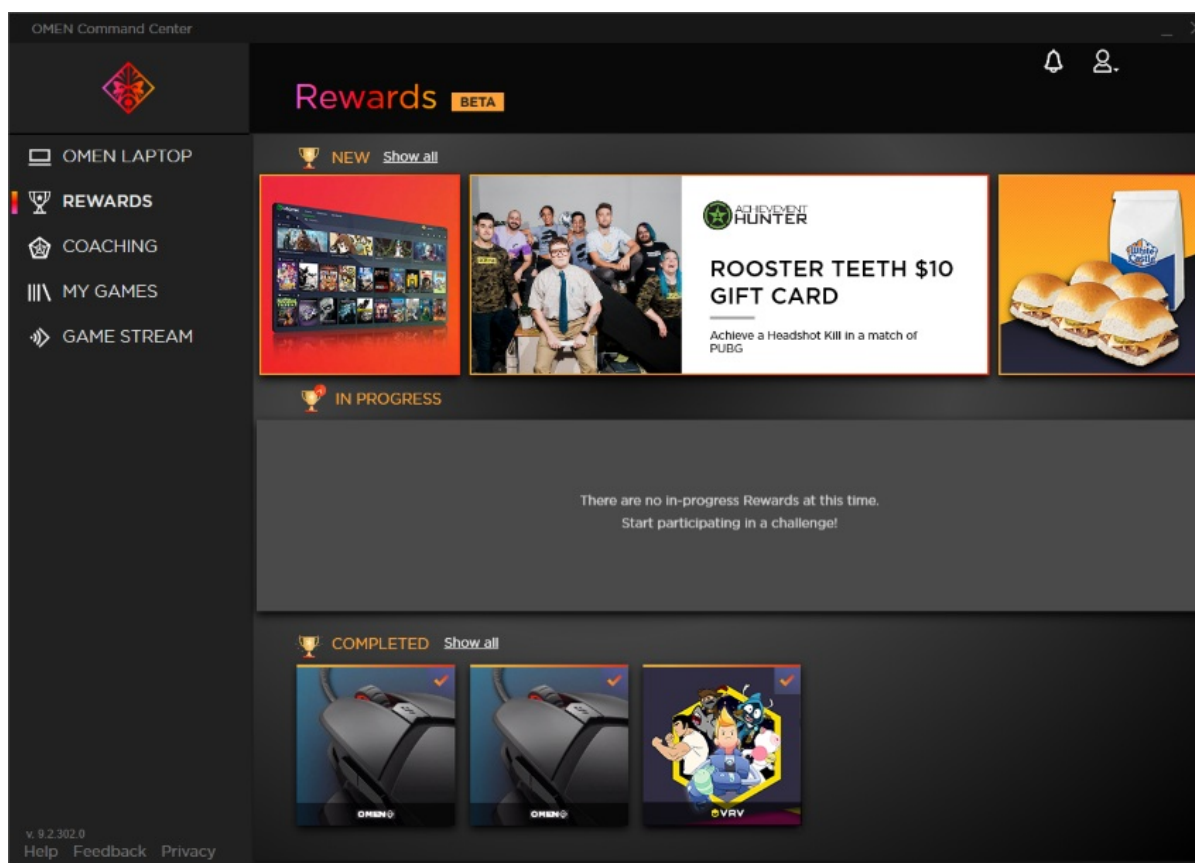 OMEN Command Center
Rewards BETA
OMEN LAPTOP
REWARDS
COACHING
MY GAMES
GAME STREAM
NEW Show all
ACHIEVEMENT
HUNTER
ROOSTER TEETH $10
GIFT CARD
Achieve a Headshot Kill in a match of
PUBG
White
Castle
IN PROGRESS
There are no in-progress Rewards at this time.
Start participating in a challenge!
COMPLETED Show all
OMEN
OMEN
VRV
v. 9.2.302.0
Help Feedback Privacy